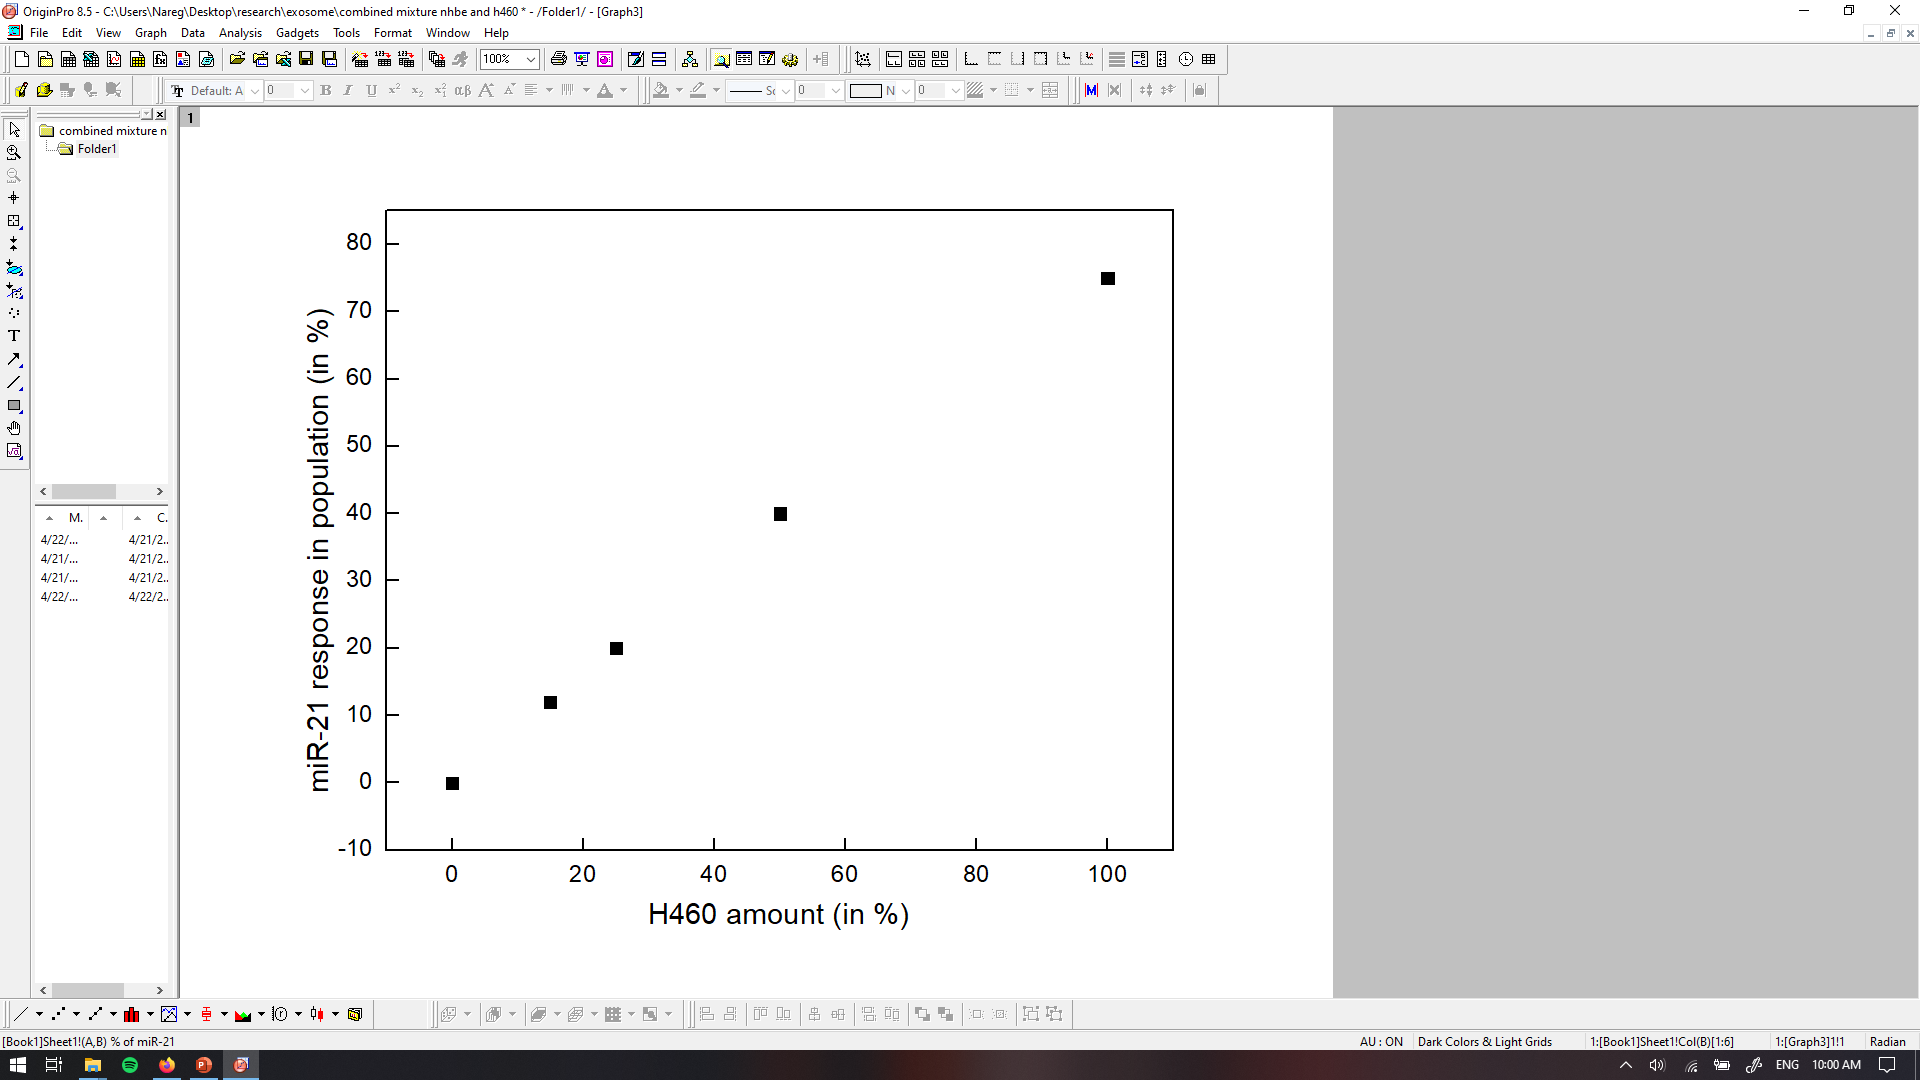 OriginPro 8.5 - C:\Users\Nareg\Desktop\research\exosome\combined mixture nhbe and h460 * - /Folder1/ - [Graph3]
File Edit View Graph Data Analysis Gadgets Tools Format Window Help
100%
Default: A 0 B I U αβ A 0 N 0
combined mixture n
Folder1
1
M. C.
4/22/... 4/21/2..
4/21/... 4/21/2..
4/21/... 4/21/2..
4/22/... 4/22/2..
miR-21 response in population (in %)
80
70
60
50
40
30
20
10
0
-10
0 20 40 60 80 100
H460 amount (in %)
[Book1]Sheet1!(A,B) % of miR-21
AU : ON Dark Colors & Light Grids 1:[Book1]Sheet1!Col(B)[1:6] 1:[Graph3]1!1 Radian
ENG 10:00 AM